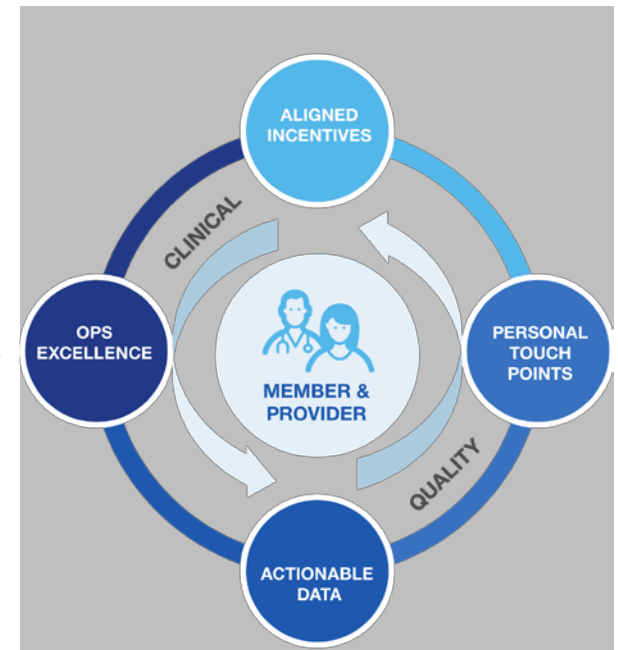 ALIGNED
INCENTIVES
CLINICAL
OPS
EXCELLENCE
MEMBER &
PROVIDER
PERSONAL
TOUCH
POINTS
QUALITY
ACTIONABLE
DATA